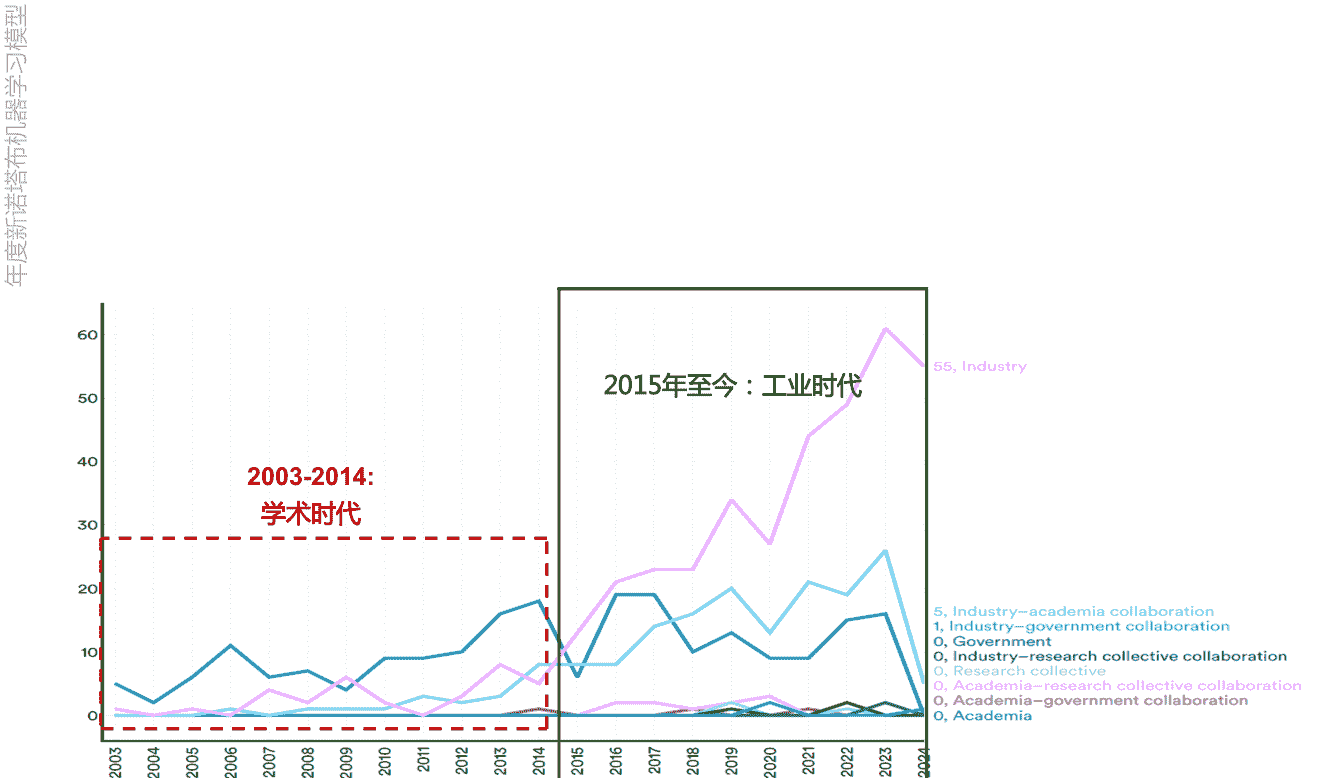 年度新诺塔布机器学习模型
60
50
40
30
20
10
0
2003-2014:
学术时代
2015年至今：工业时代
55, Industry
5, Industry—academia collaboration
1, Industry—government collaboration
0, Government
0, Industry—research collective collaboration
0, Research collective
0, Academia—research collective collaboration
0, Academia—government collaboration
0, Academia
2003
2004
2005
2006
2007
2008
2009
2010
2011
2012
2013
2014
2015
2016
2017
2018
2019
2020
2021
2022
2023
2024